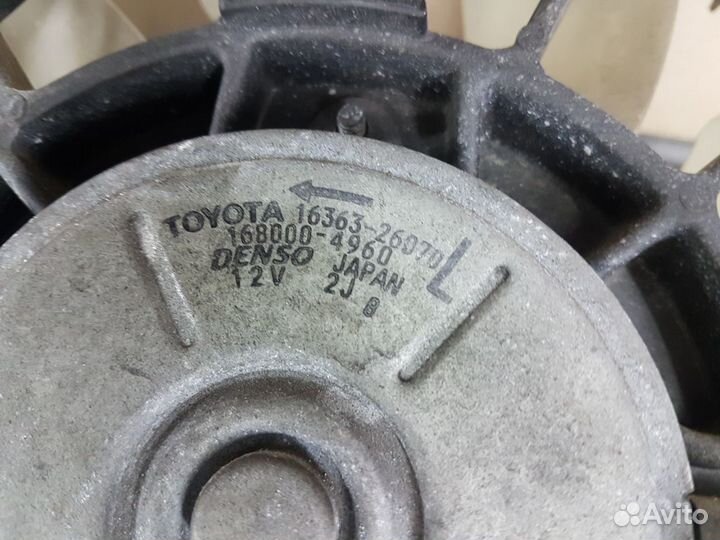 TOYOTA 16363-26070
168000-4960 L
DENSO JAPAN
12V 2J 8
Avito